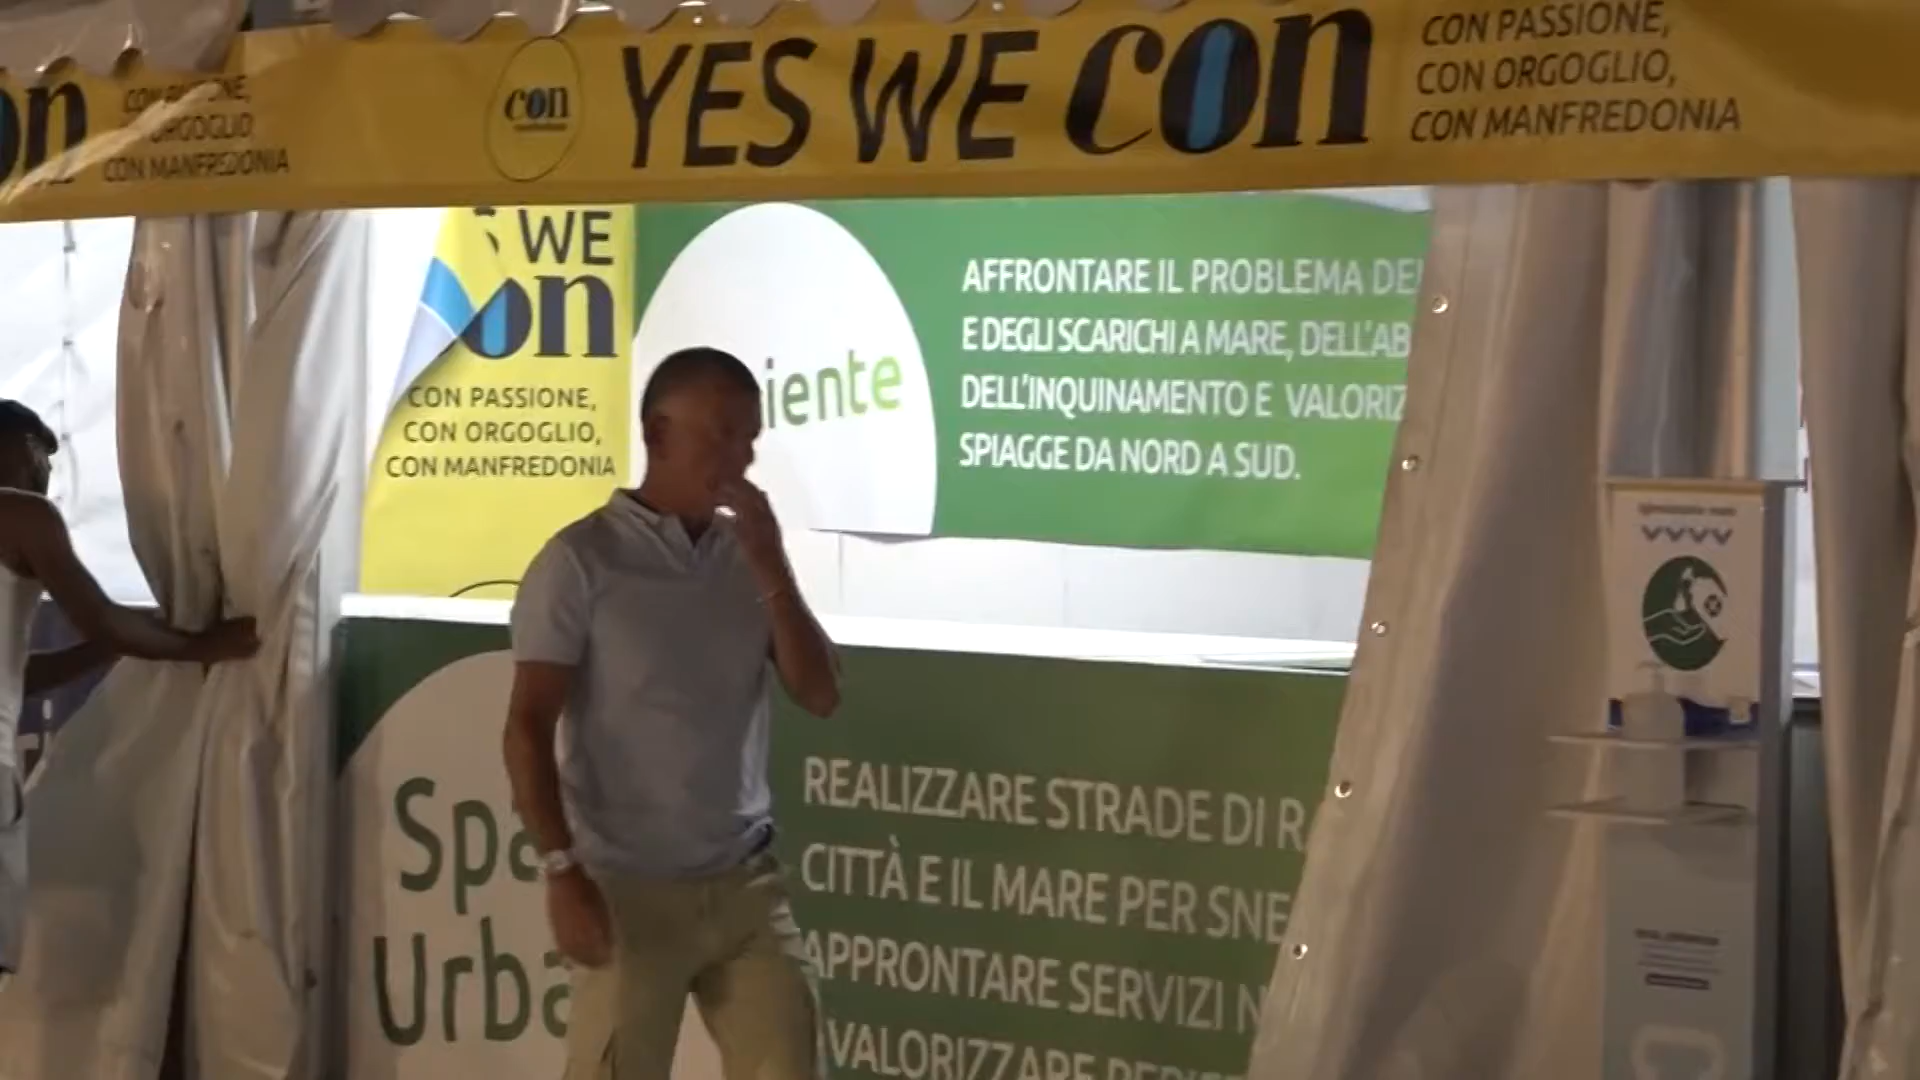 on
CON PASSIONE,
ORGOGLIO
CON MANFREDONIA
con
YES WE con
CON PASSIONE,
CON ORGOGLIO,
CON MANFREDONIA
WE
on
CON PASSIONE,
CON ORGOGLIO,
CON MANFREDONIA
iente
AFFRONTARE IL PROBLEMA DE
E DEGLI SCARICHI A MARE, DELL'AB
DELL'INQUINAMENTO E VALORIZ
SPIAGGE DA NORD A SUD.
Spa
Urba
REALIZZARE STRADE DI RA
CITTÀ E IL MARE PER SNE
APPRONTARE SERVIZI N
VALORIZZARE